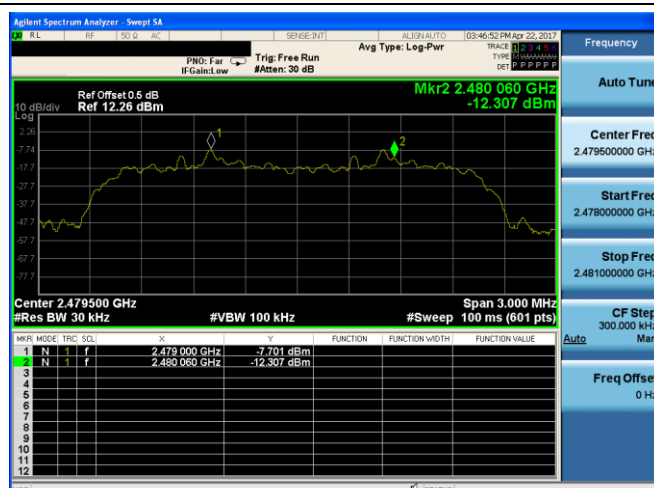 Agilent Spectrum Analyzer - Swept SA
RL RF 50 Ω AC SENSE:INT ALIGN AUTO 03:46:52 PM Apr 22, 2017
Avg Type: Log-Pwr TRACE 1 2 3 4 5 6
PNO: Far Trig: Free Run TYPE
IFGain:Low #Atten: 30 dB DET P P P P P P
Mkr2 2.480 060 GHz
-12.307 dBm
Ref Offset 0.5 dB
10 dB/div Ref 12.26 dBm
Log
2.26
-7.74
-17.7
-27.7
-37.7
-47.7
-57.7
-67.7
-77.7
1
2
Center 2.479500 GHz Span 3.000 MHz
#Res BW 30 kHz #VBW 100 kHz #Sweep 100 ms (601 pts)
MKR MODE TRC SCL X Y FUNCTION FUNCTION WIDTH FUNCTION VALUE
1 N 1 f 2.479 000 GHz -7.701 dBm
2 N 1 f 2.480 060 GHz -12.307 dBm
3
4
5
6
7
8
9
10
11
12
Frequency
Auto Tune
Center Freq
2.479500000 GHz
Start Freq
2.478000000 GHz
Stop Freq
2.481000000 GHz
CF Step
300.000 kHz
Auto Man
Freq Offset
0 Hz